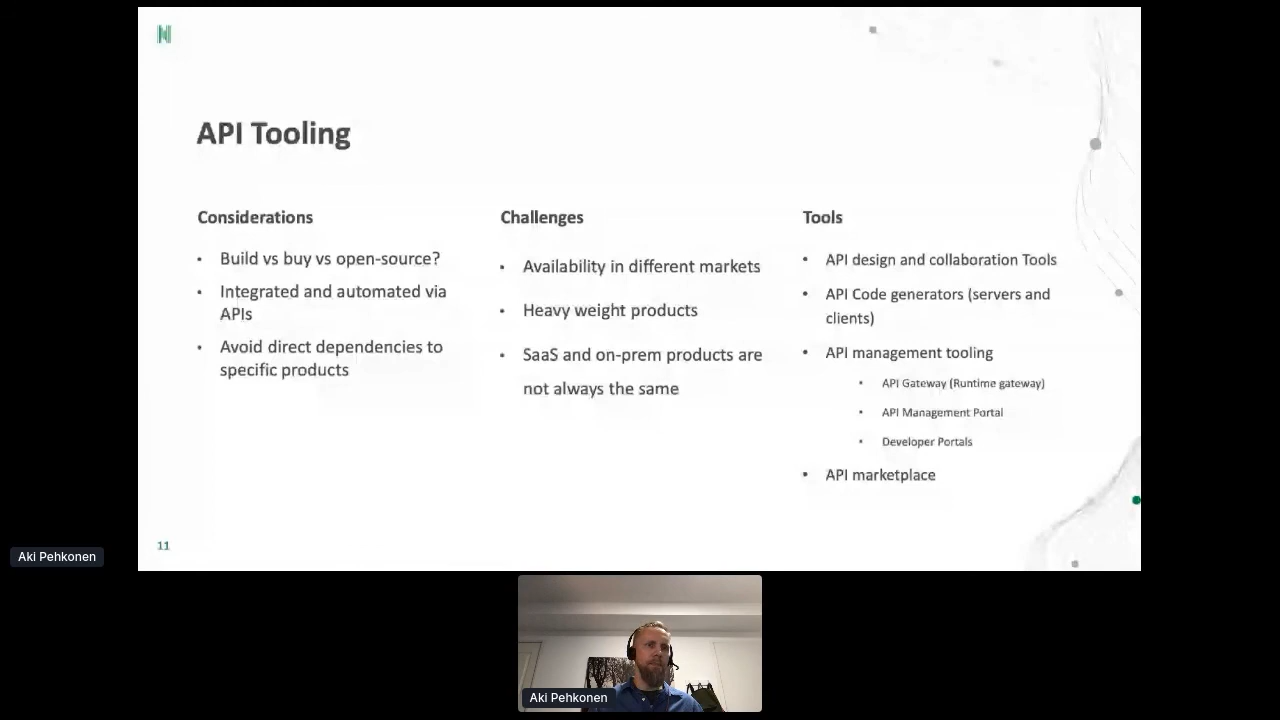 API Tooling
Considerations
• Build vs buy vs open-source?
• Integrated and automated via
APIs
• Avoid direct dependencies to
specific products
Challenges
• Availability in different markets
• Heavy weight products
• SaaS and on-prem products are
not always the same
Tools
• API design and collaboration Tools
• API Code generators (servers and
clients)
• API management tooling
• API Gateway (Runtime gateway)
• API Management Portal
• Developer Portals
• API marketplace
11
Aki Pehkonen
Aki Pehkonen